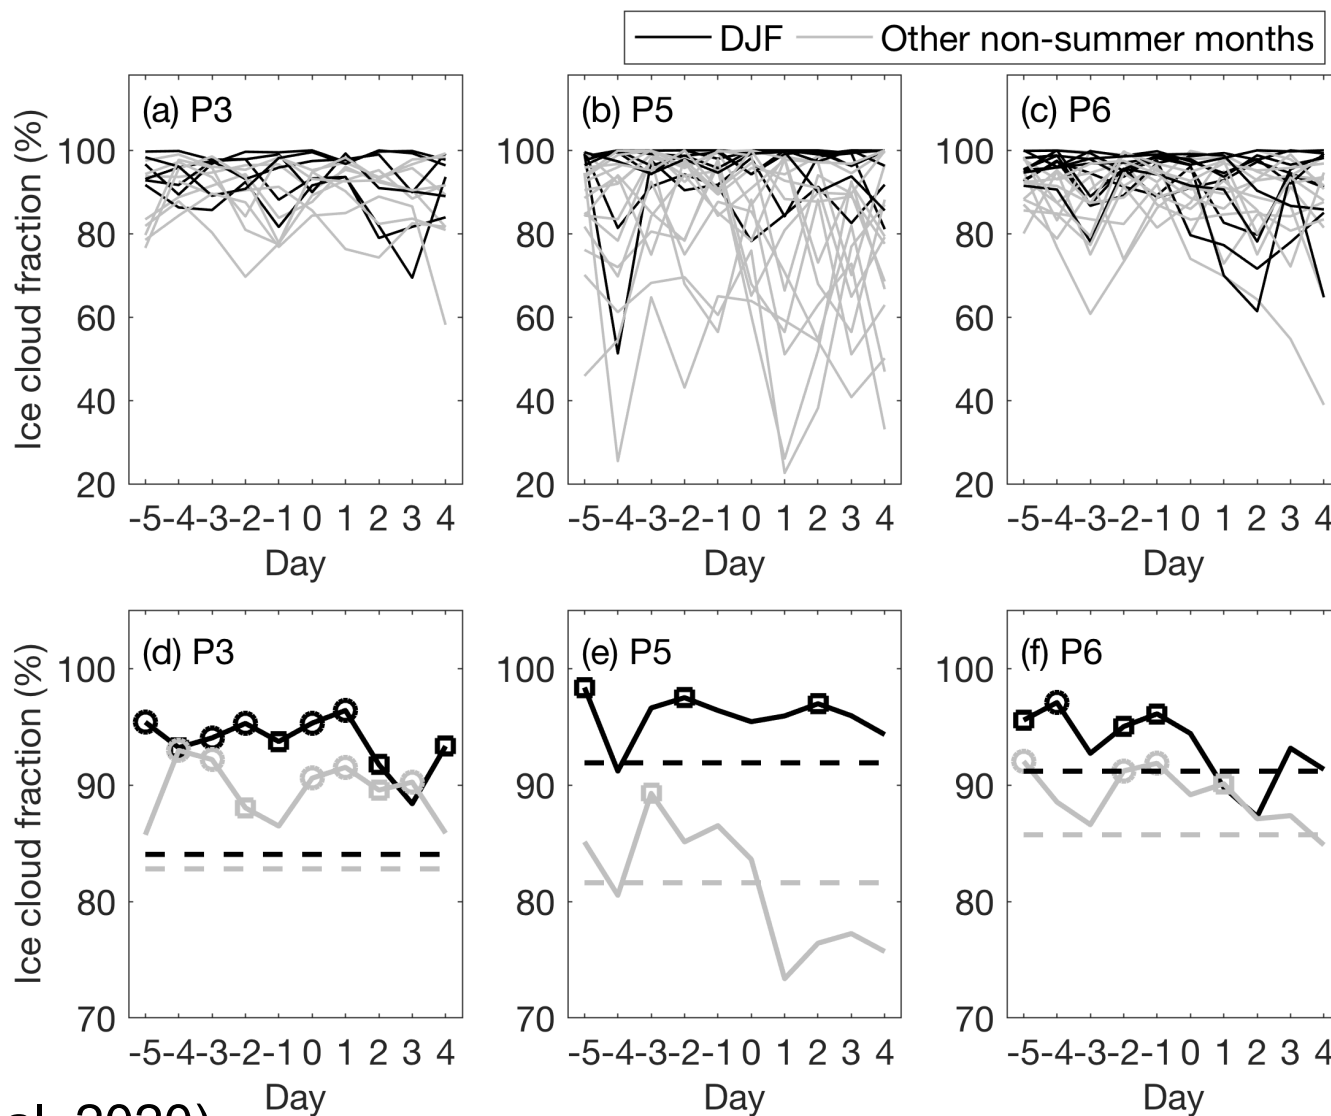 DJF Other non-summer months
(a) P3 (b) P5 (c) P6
Ice cloud fraction (%)
100 100 100
80 80 80
60 60 60
40 40 40
20 20 20
-5 -4 -3 -2 -1 0 1 2 3 4 -5 -4 -3 -2 -1 0 1 2 3 4 -5 -4 -3 -2 -1 0 1 2 3 4
Day Day Day
(d) P3 (e) P5 (f) P6
Ice cloud fraction (%)
100 100 100
90 90 90
80 80 80
70 70 70
-5 -4 -3 -2 -1 0 1 2 3 4 -5 -4 -3 -2 -1 0 1 2 3 4 -5 -4 -3 -2 -1 0 1 2 3 4
Day Day Day
al. 2020)